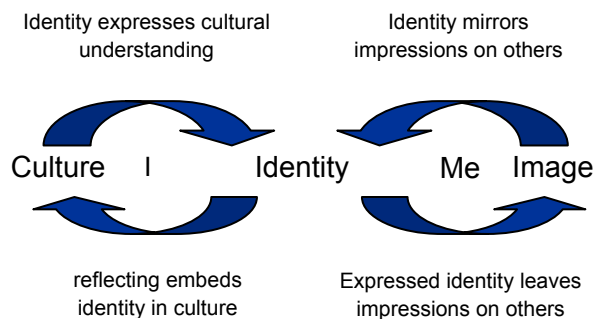 Identity expresses cultural
understanding
Identity mirrors
impressions on others
Culture I Identity Me Image
reflecting embeds
identity in culture
Expressed identity leaves
impressions on others